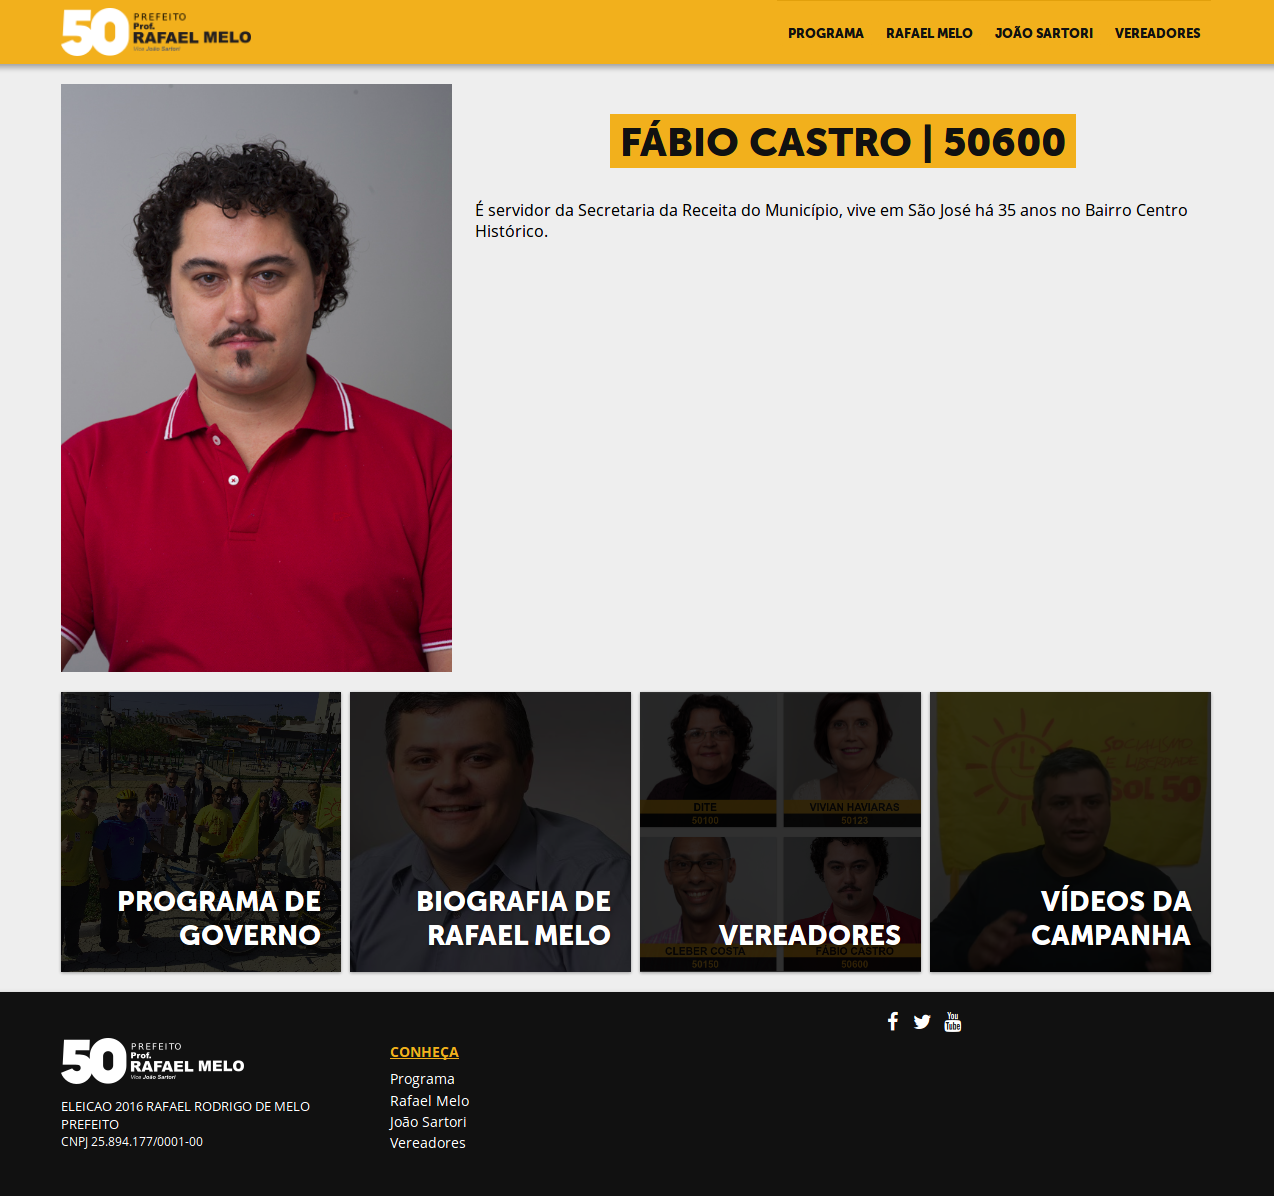 50
PREFEITO
Prof.
RAFAEL MELO
Vice João Sartori
PROGRAMA
RAFAEL MELO
JOÃO SARTORI
VEREADORES
FÁBIO CASTRO | 50600
É servidor da Secretaria da Receita do Município, vive em São José há 35 anos no Bairro Centro
Histórico.
PROGRAMA DE
GOVERNO
BIOGRAFIA DE
RAFAEL MELO
DITE
50100
VIVIAN HAVIARAS
50123
VEREADORES
CLEBER COSTA
50150
FÁBIO CASTRO
50600
SOCIALISMO
E LIBERDADE
SOL 50
VÍDEOS DA
CAMPANHA
You
Tube
50
PREFEITO
Prof.
RAFAEL MELO
Vice João Sartori
ELEICAO 2016 RAFAEL RODRIGO DE MELO
PREFEITO
CNPJ 25.894.177/0001-00
CONHEÇA
Programa
Rafael Melo
João Sartori
Vereadores